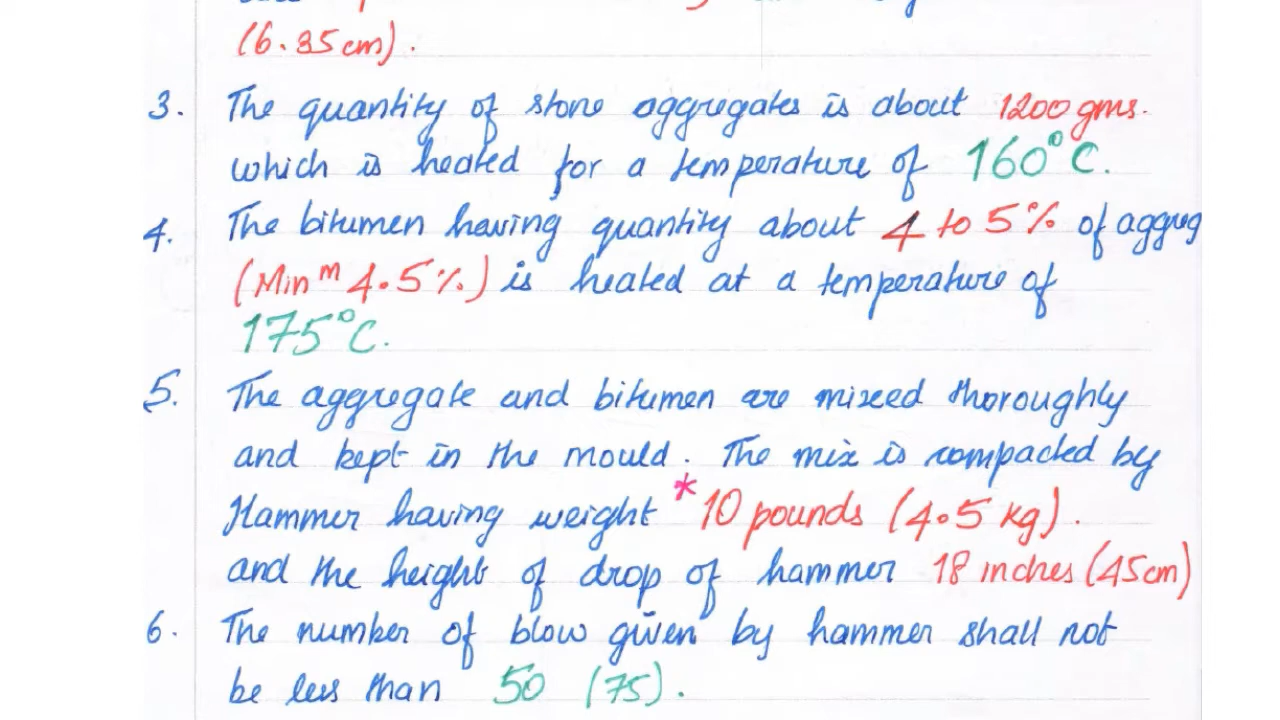 (6.35cm).
3. The quantity of stone aggregates is about 1200 gms.
which is heated for a temperature of 160°C.
4. The bitumen having quantity about 4 to 5% of aggreg
(Minᵐ 4.5%) is heated at a temperature of
175°C.
5. The aggregate and bitumen are mixed thoroughly
and kept in the mould. The mix is compacted by
Hammer having weight *10 pounds (4.5 kg).
and the height of drop of hammer 18 inches (45cm)
6. The number of blow given by hammer shall not
be less than 50 (75).